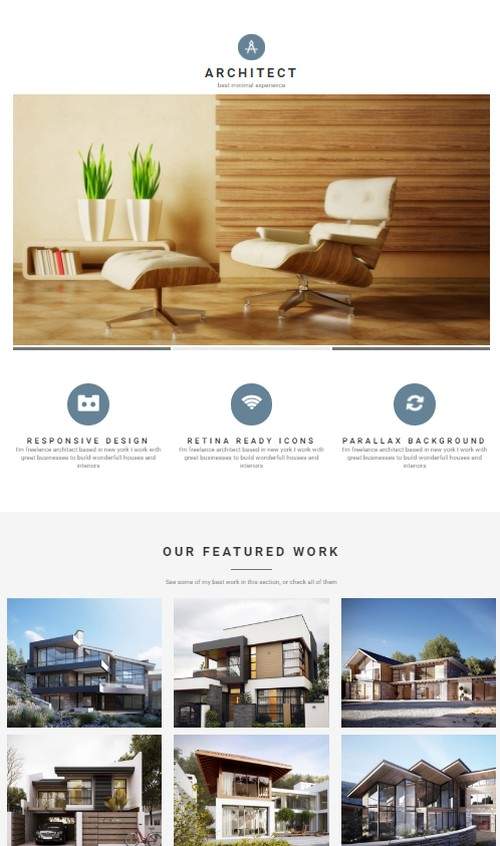 ARCHITECT
best minimal experience
RESPONSIVE DESIGN
I'm freelance architect based in new york I work with
great businesses to build wonderfull houses and
interiors
RETINA READY ICONS
I'm freelance architect based in new york I work with
great businesses to build wonderfull houses and
interiors
PARALLAX BACKGROUND
I'm freelance architect based in new york I work with
great businesses to build wonderfull houses and
interiors
OUR FEATURED WORK
See some of my best work in this section, or check all of them